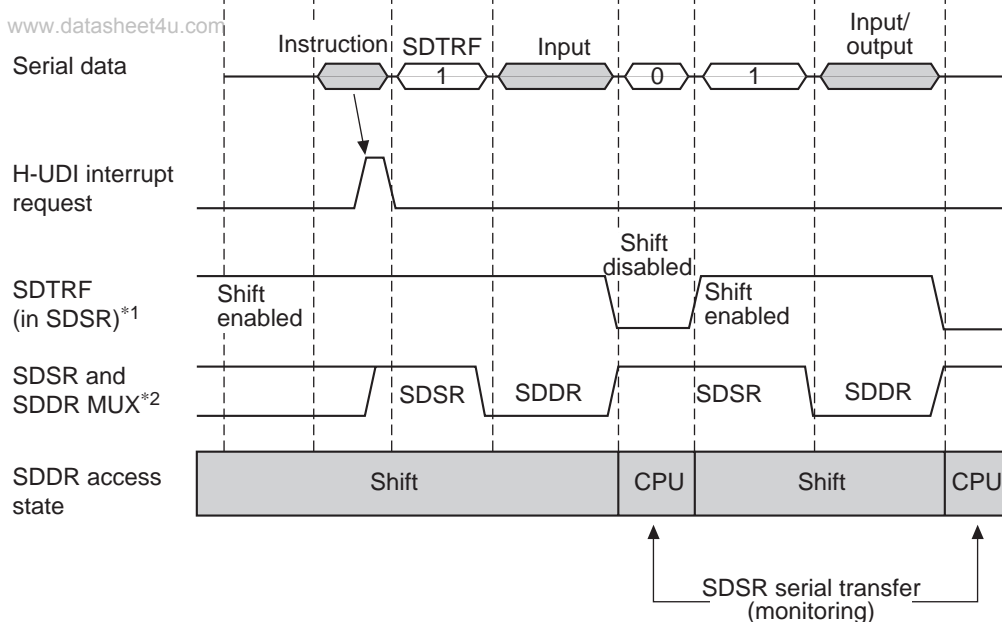 www.datasheet4u.com
Input/
output
Instruction SDTRF Input
Serial data
1 0 1
H-UDI interrupt
request
Shift
disabled
SDTRF
(in SDSR)*1
Shift
enabled
Shift
enabled
SDSR and
SDDR MUX*2
SDSR SDDR SDSR SDDR
SDDR access
state
Shift CPU Shift CPU
SDSR serial transfer
(monitoring)